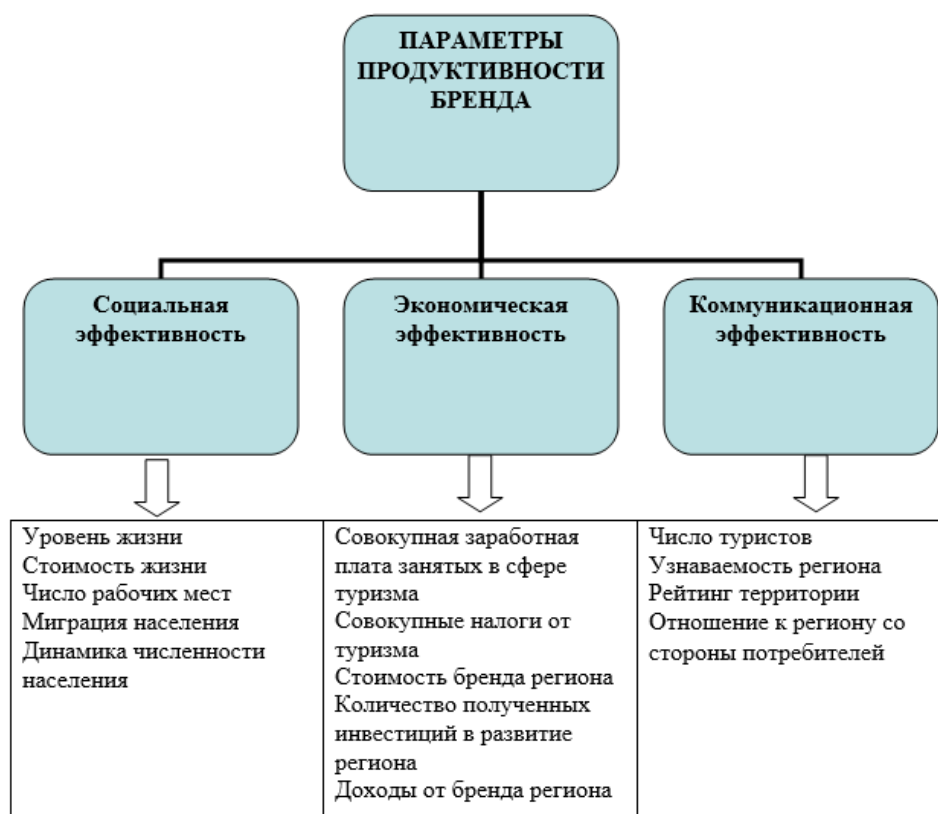 ПАРАМЕТРЫ
ПРОДУКТИВНОСТИ
БРЕНДА
Социальная
эффективность
Экономическая
эффективность
Коммуникационная
эффективность
Уровень жизни
Стоимость жизни
Число рабочих мест
Миграция населения
Динамика численности
населения
Совокупная заработная
плата занятых в сфере
туризма
Совокупные налоги от
туризма
Стоимость бренда региона
Количество полученных
инвестиций в развитие
региона
Доходы от бренда региона
Число туристов
Узнаваемость региона
Рейтинг территории
Отношение к региону со
стороны потребителей